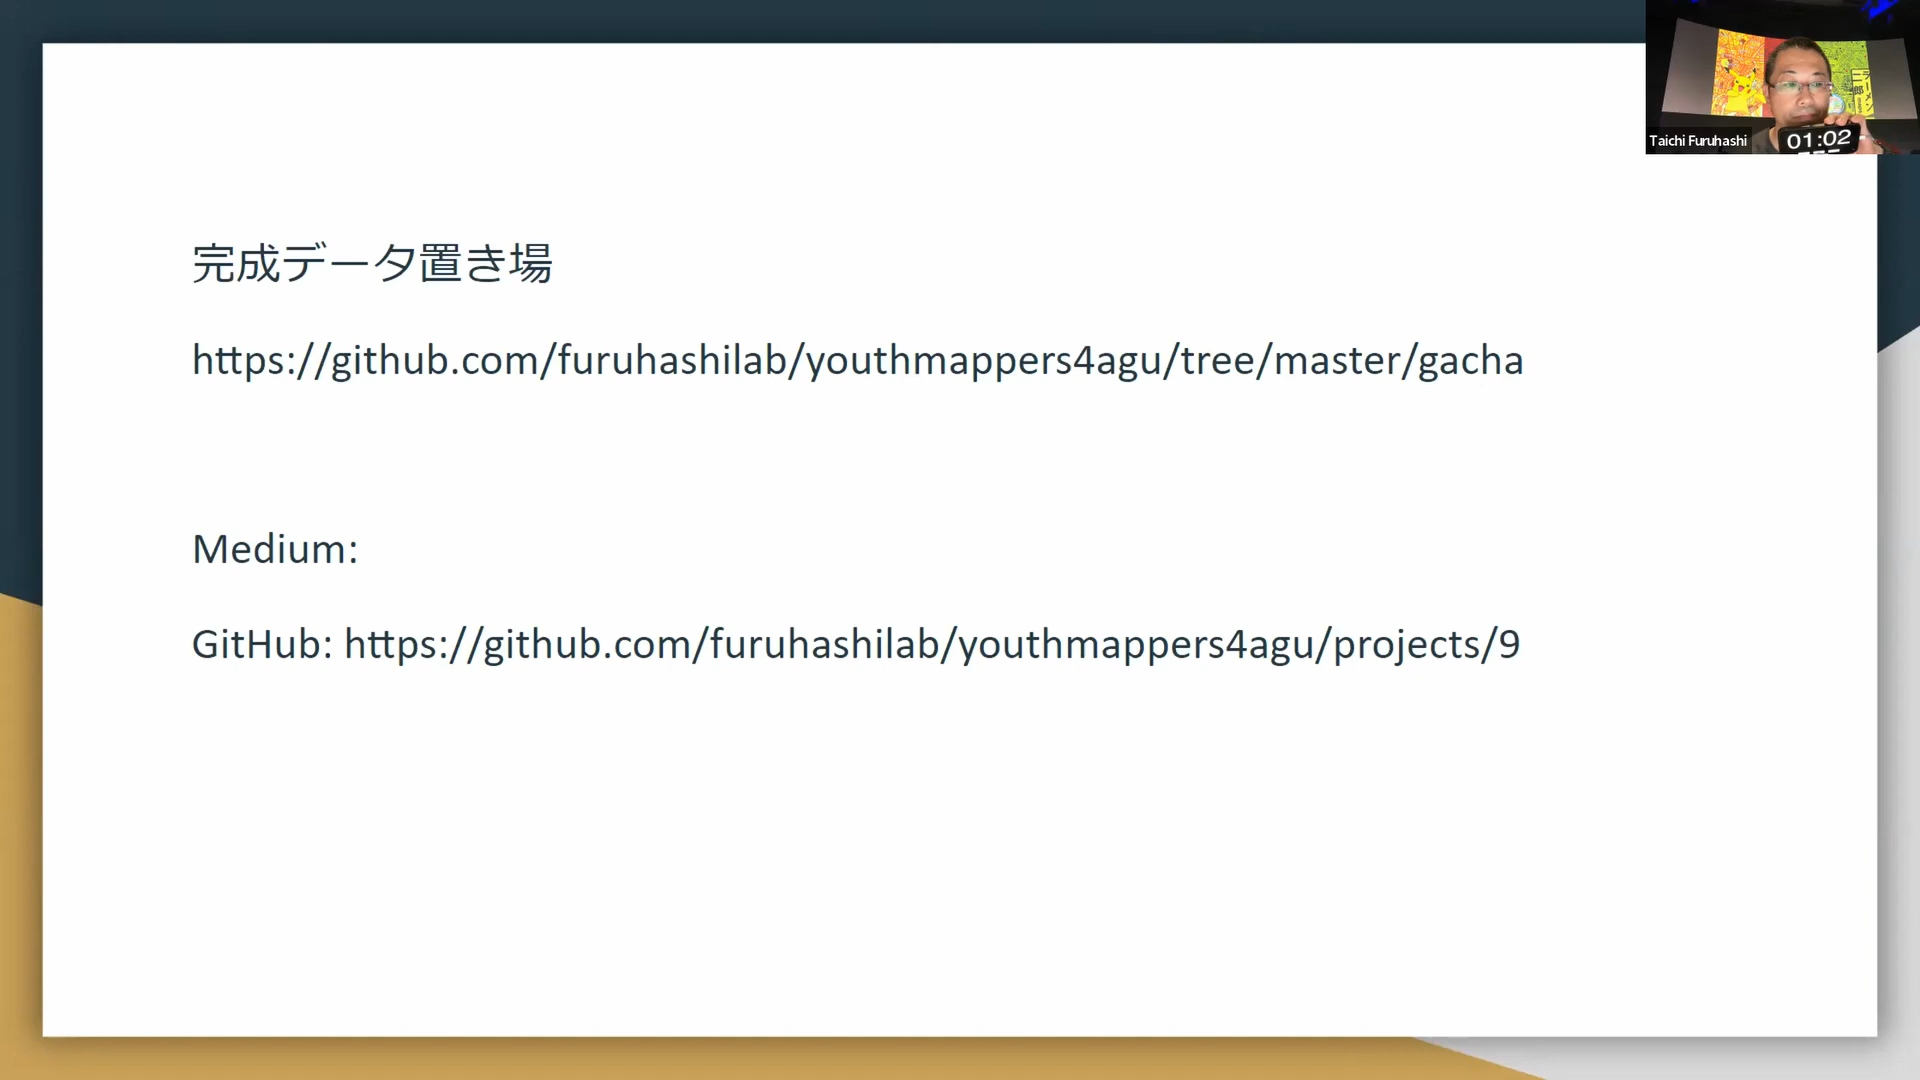 完成データ置き場
https://github.com/furuhashilab/youthmappers4agu/tree/master/gacha
Medium:
GitHub: https://github.com/furuhashilab/youthmappers4agu/projects/9
Taichi Furuhashi
01:02